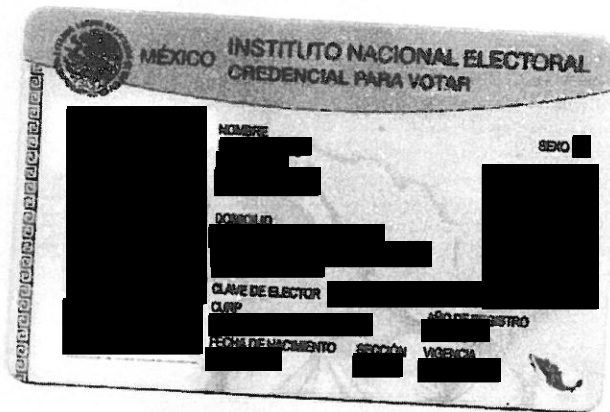 MÉXICO INSTITUTO NACIONAL ELECTORAL
CREDENCIAL PARA VOTAR
NOMBRE
SEXO
DOMICILIO
CLAVE DE ELECTOR
CURP
AÑO DE REGISTRO
FECHA DE NACIMIENTO SECCIÓN VIGENCIA